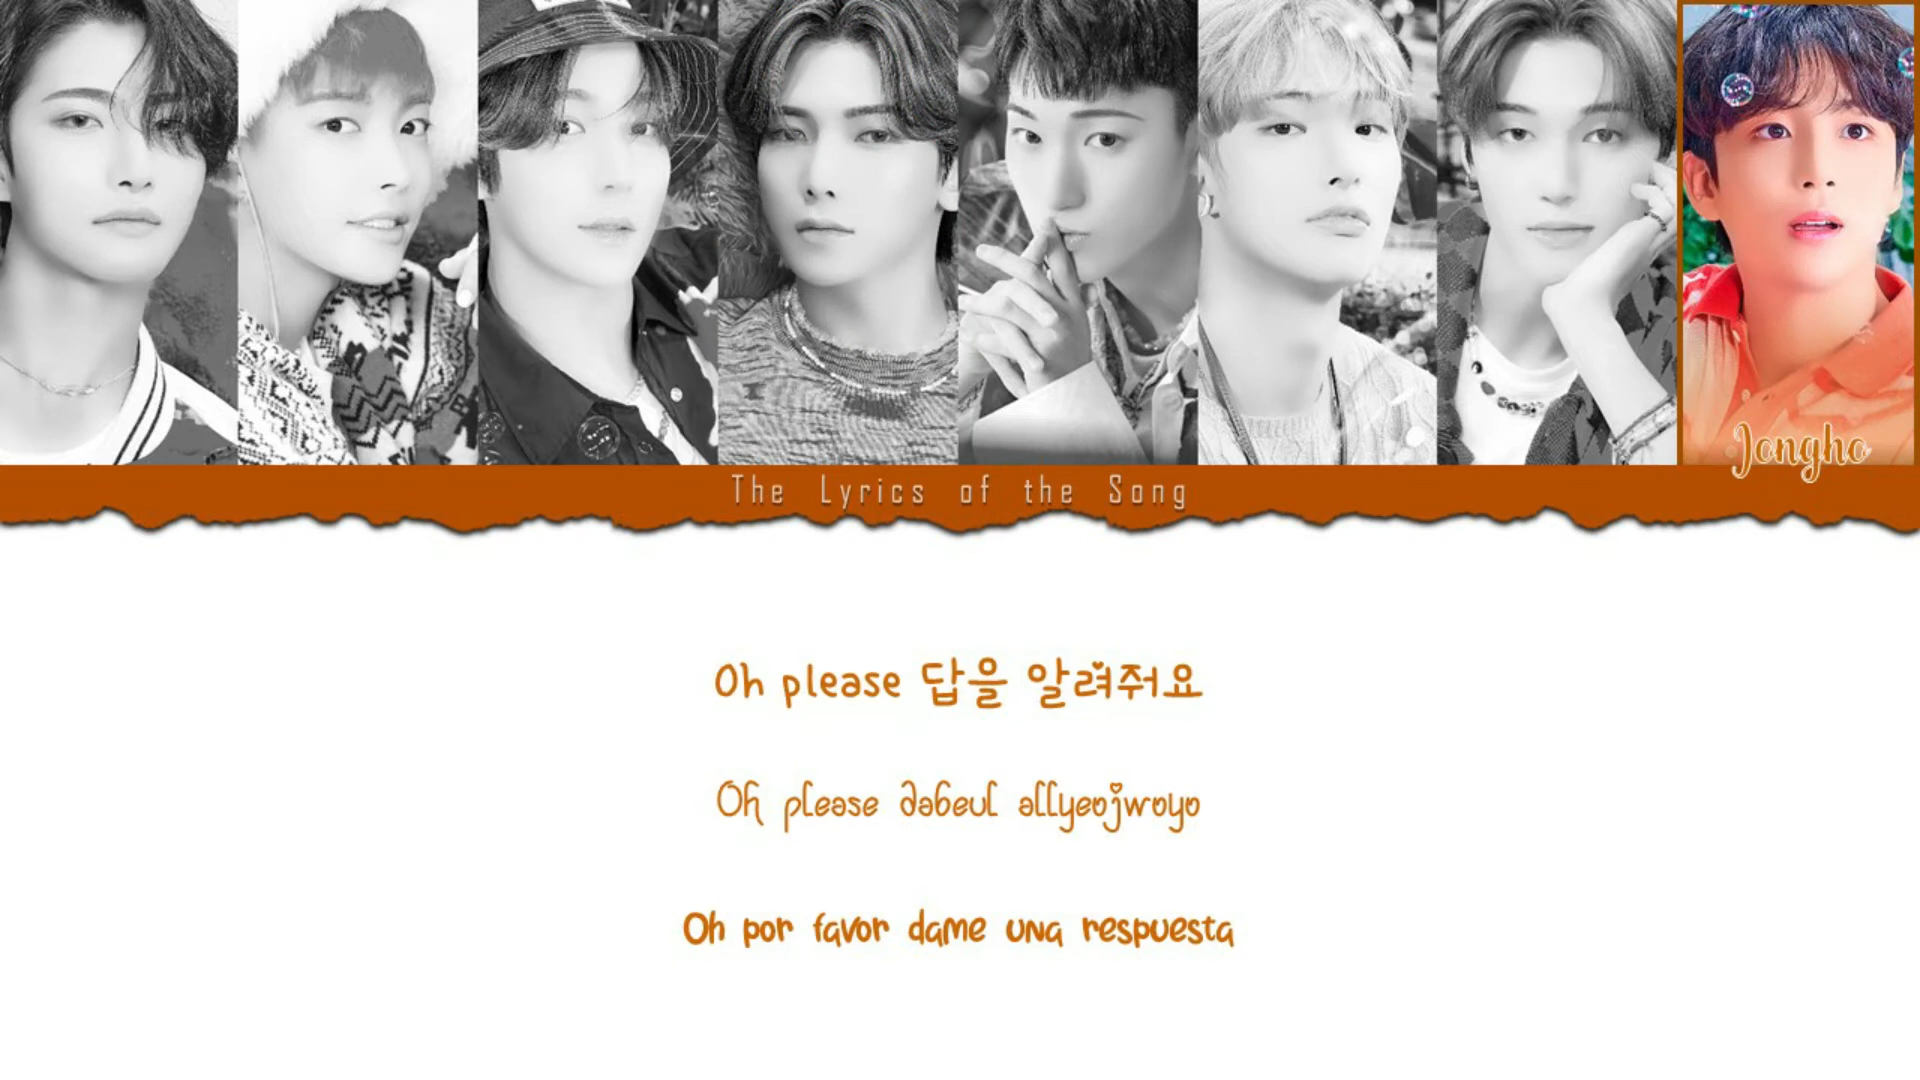 Jongho
The Lyrics of the Song
Oh please 답을 알려줘요
Oh please dabeul allyeojwoyo
Oh por favor dame una respuesta